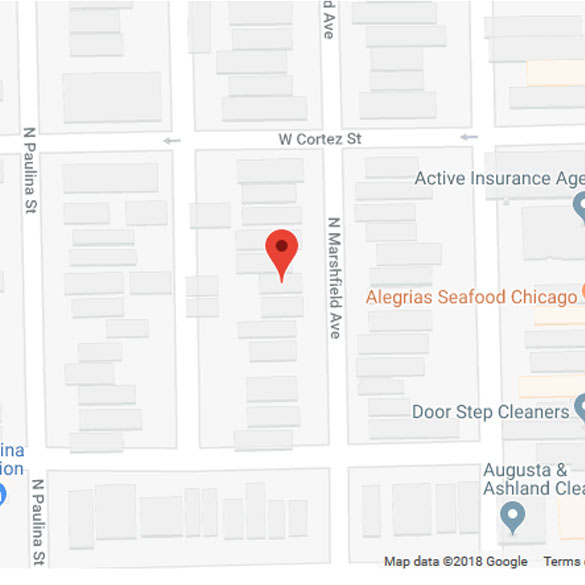 d Ave
W Cortez St
N Paulina St
Active Insurance Age
N Marshfield Ave
Alegrias Seafood Chicago
Door Step Cleaners
ina
ion
Augusta &
Ashland Clea
N Paulina St
Map data ©2018 Google Terms